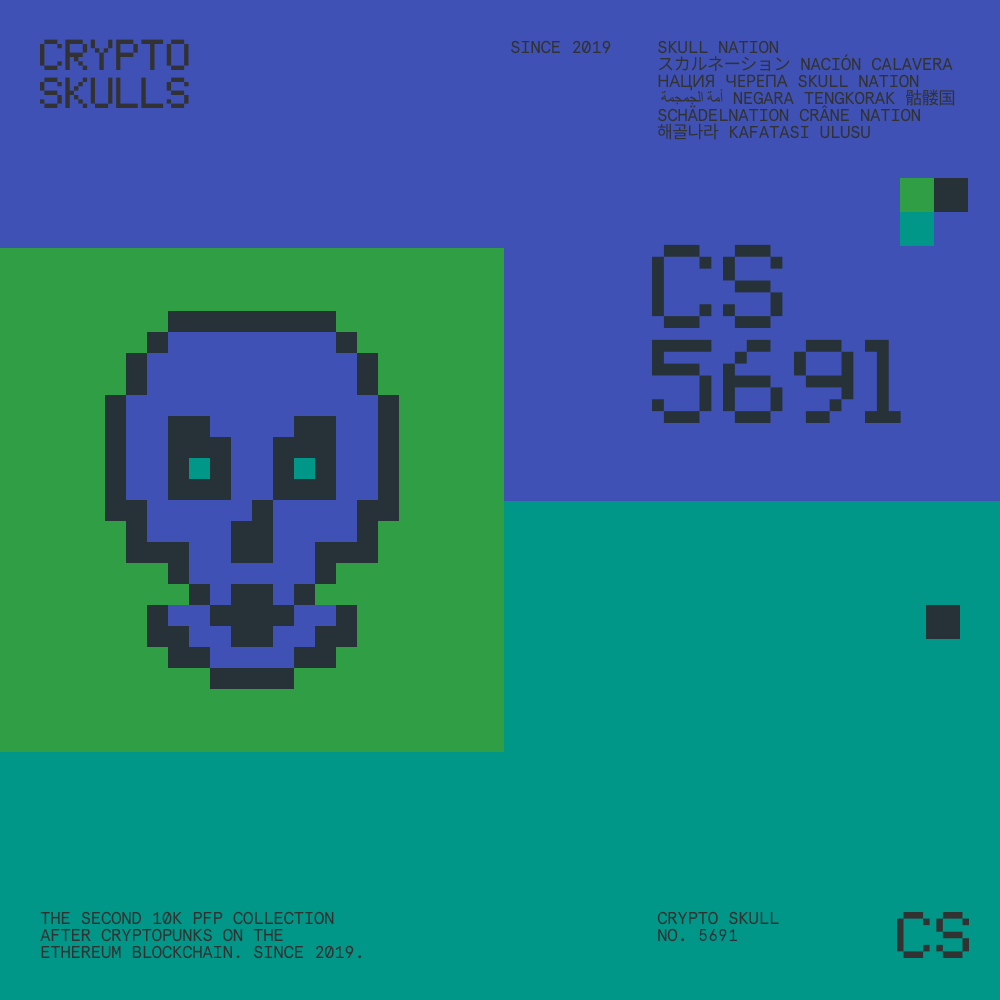 CRYPTO
SKULLS
SINCE 2019
SKULL NATION
スカルネーション NACIÓN CALAVERA
НАЦИЯ ЧЕРЕПА SKULL NATION
أمة الجمجمة NEGARA TENGKORAK 骷髅国
SCHÄDELNATION CRÂNE NATION
해골나라 KAFATASI ULUSU
CS
5691
THE SECOND 10K PFP COLLECTION
AFTER CRYPTOPUNKS ON THE
ETHEREUM BLOCKCHAIN. SINCE 2019.
CRYPTO SKULL
NO. 5691
CS